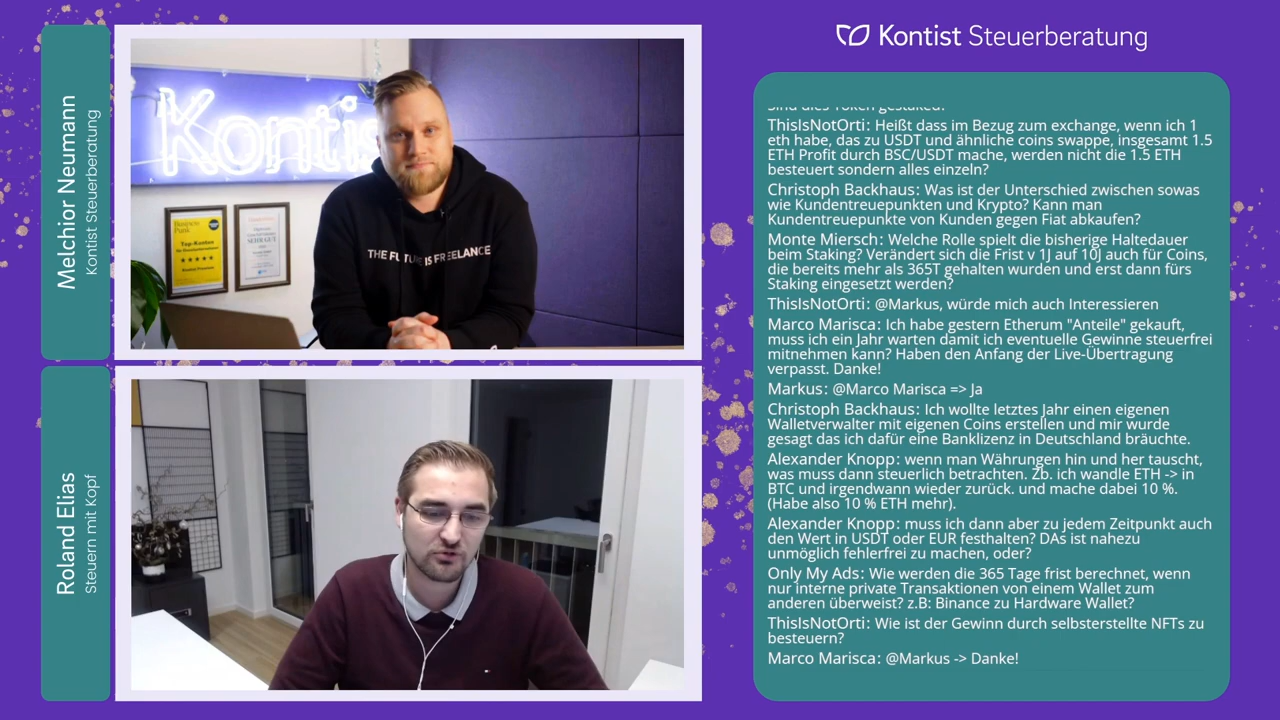 Kontist Steuerberatung
Melchior Neumann
Kontist Steuerberatung
Kontis
Business Punk
SEHR GUT
THE FUTURE IS FREELANCE
Roland Elias
Steuern mit Kopf
Sind dies Token gestaked?
ThisIsNotOrti: Heißt dass im Bezug zum exchange, wenn ich 1
eth habe, das zu USDT und ähnliche coins swappe, insgesamt 1.5
ETH Profit durch BSC/USDT mache, werden nicht die 1.5 ETH
besteuert sondern alles einzeln?
Christoph Backhaus: Was ist der Unterschied zwischen sowas
wie Kundentreuepunkten und Krypto? Kann man
Kundentreuepunkte von Kunden gegen Fiat abkaufen?
Monte Miersch: Welche Rolle spielt die bisherige Haltedauer
beim Staking? Verändert sich die Frist v 1J auf 10J auch für Coins,
die bereits mehr als 365T gehalten wurden und erst dann fürs
Staking eingesetzt werden?
ThisIsNotOrti: @Markus, würde mich auch Interessieren
Marco Marisca: Ich habe gestern Etherum "Anteile" gekauft,
muss ich ein Jahr warten damit ich eventuelle Gewinne steuerfrei
mitnehmen kann? Haben den Anfang der Live-Übertragung
verpasst. Danke!
Markus: @Marco Marisca => Ja
Christoph Backhaus: Ich wollte letztes Jahr einen eigenen
Walletverwalter mit eigenen Coins erstellen und mir wurde
gesagt das ich dafür eine Banklizenz in Deutschland bräuchte.
Alexander Knopp: wenn man Währungen hin und her tauscht,
was muss dann steuerlich betrachten. Zb. ich wandle ETH -> in
BTC und irgendwann wieder zurück. und mache dabei 10 %.
(Habe also 10 % ETH mehr).
Alexander Knopp: muss ich dann aber zu jedem Zeitpunkt auch
den Wert in USDT oder EUR festhalten? DAs ist nahezu
unmöglich fehlerfrei zu machen, oder?
Only My Ads: Wie werden die 365 Tage frist berechnet, wenn
nur interne private Transaktionen von einem Wallet zum
anderen überweist? z.B: Binance zu Hardware Wallet?
ThisIsNotOrti: Wie ist der Gewinn durch selbsterstellte NFTs zu
besteuern?
Marco Marisca: @Markus -> Danke!